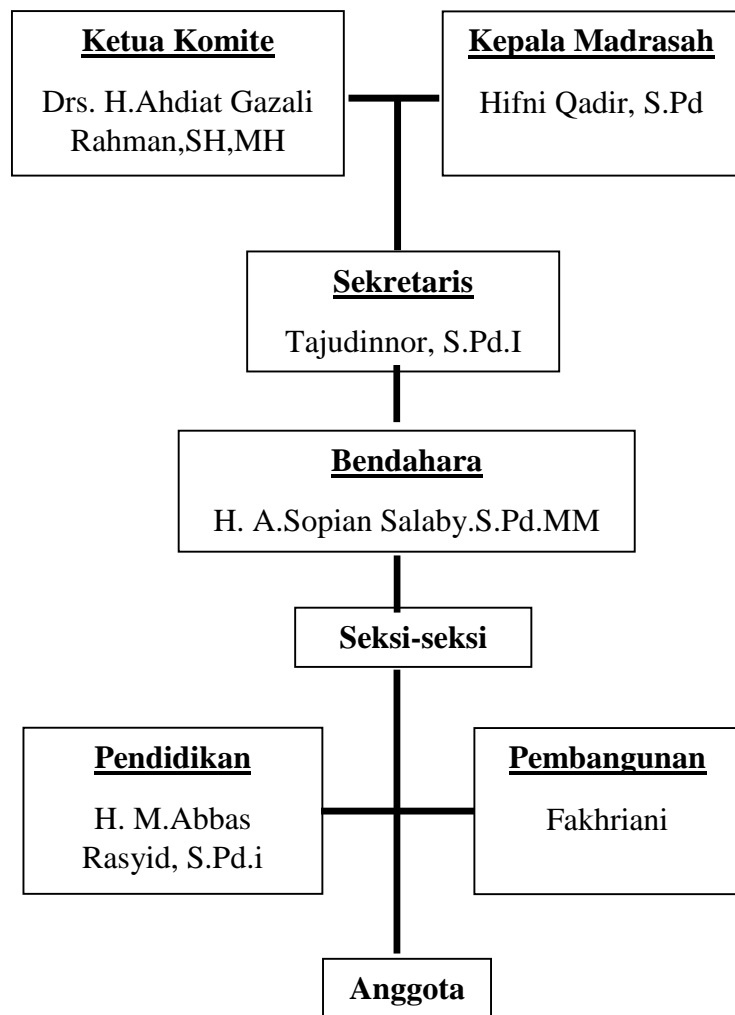 Ketua Komite
Drs. H.Ahdiat Gazali
Rahman,SH,MH
Kepala Madrasah
Hifni Qadir, S.Pd
Sekretaris
Tajudinnor, S.Pd.I
Bendahara
H. A.Sopian Salaby.S.Pd.MM
Seksi-seksi
Pendidikan
H. M.Abbas
Rasyid, S.Pd.i
Pembangunan
Fakhriani
Anggota